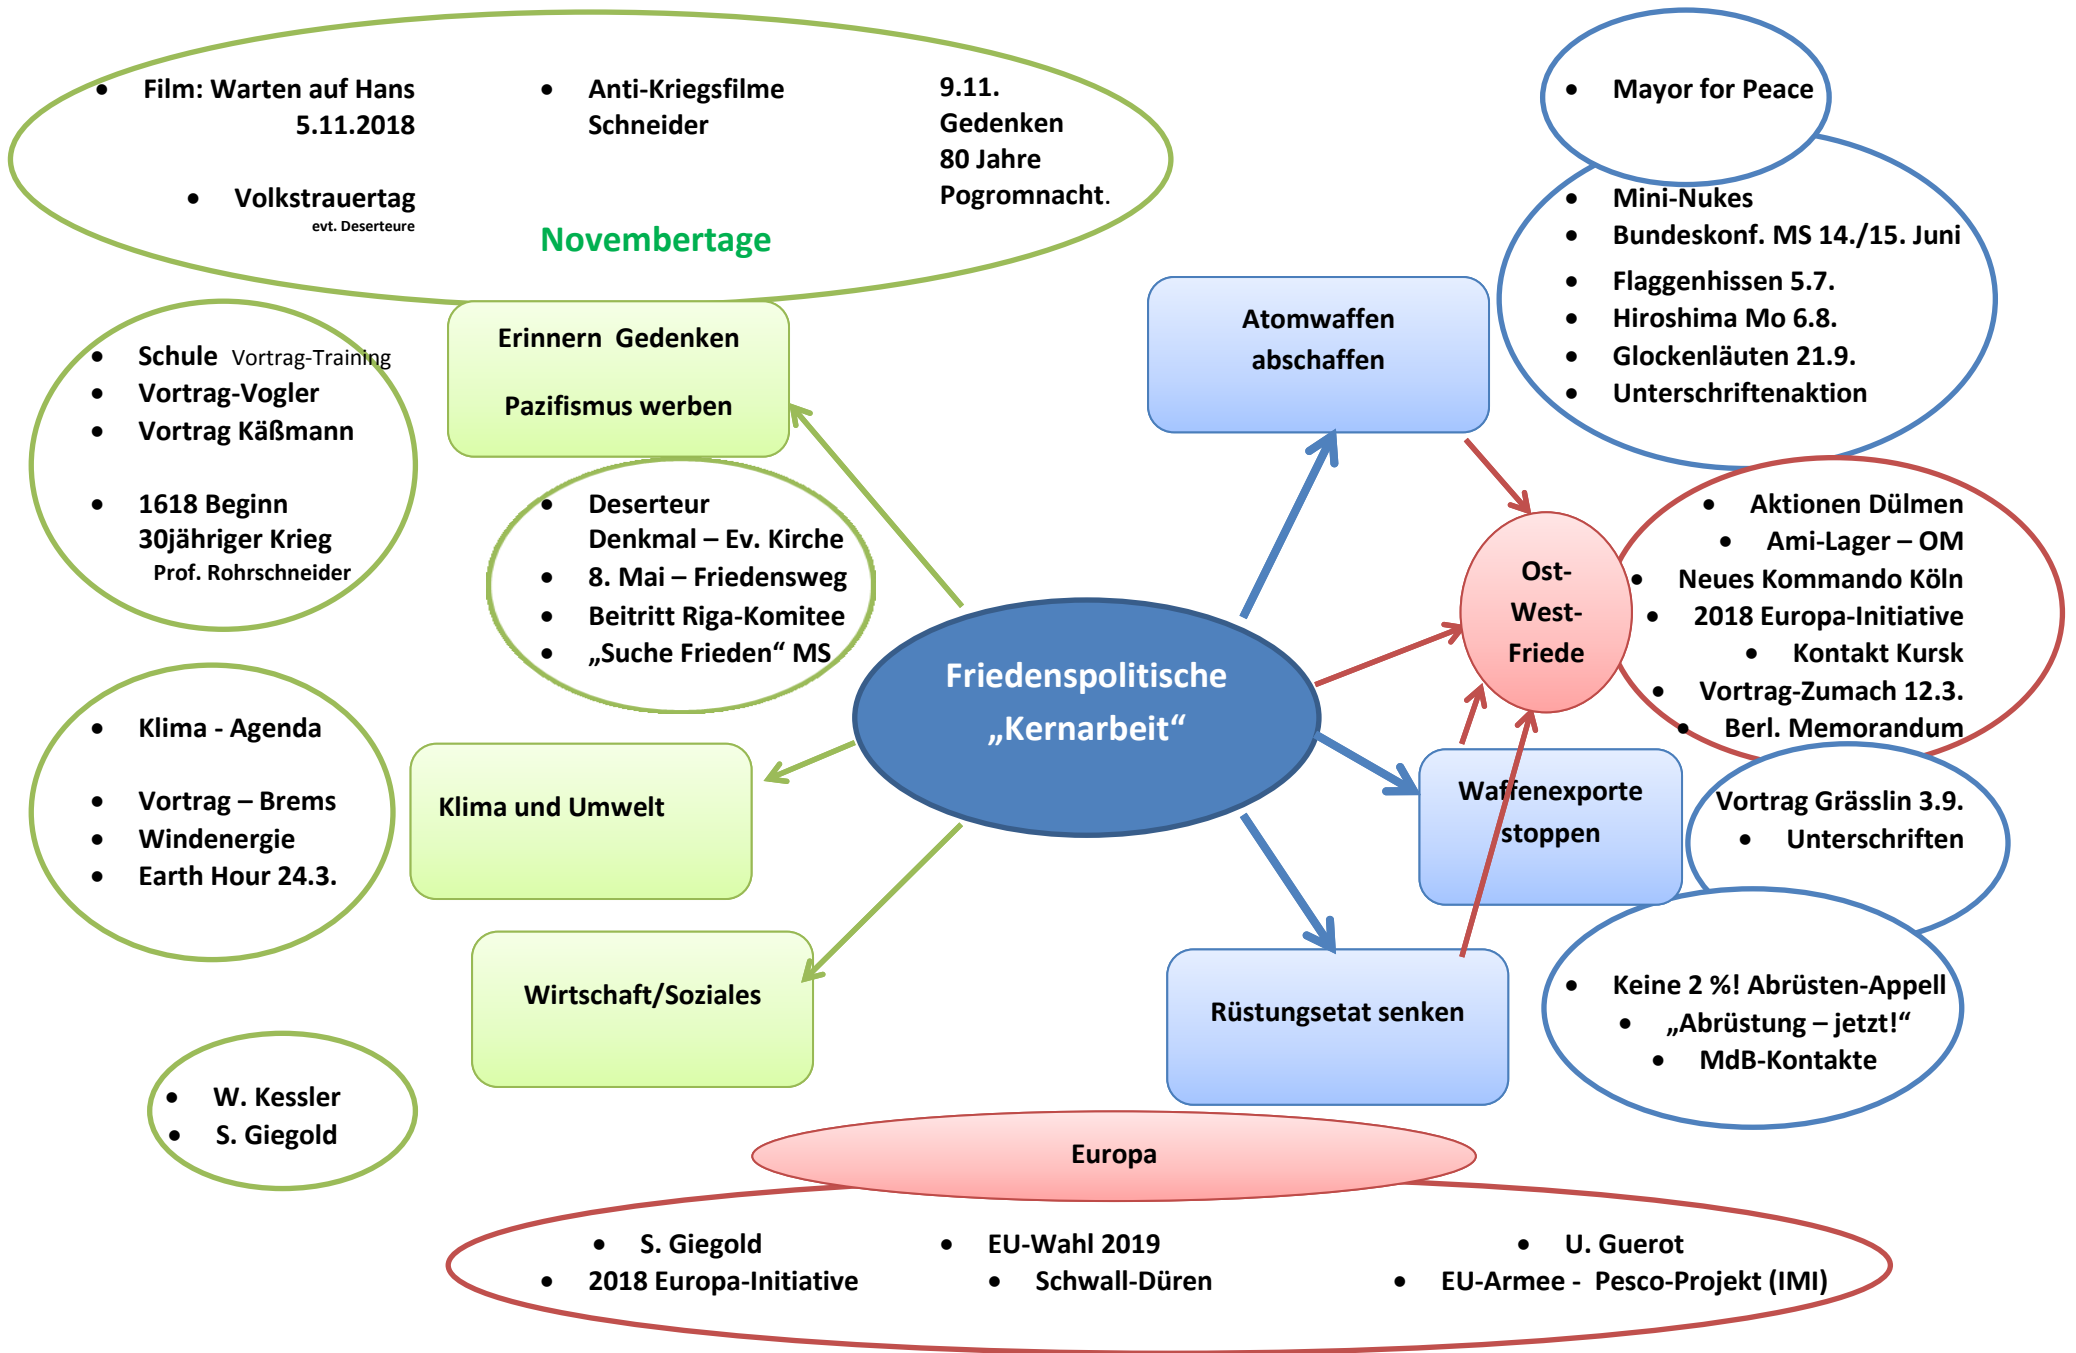 • Film: Warten auf Hans
5.11.2018
• Volkstrauertag
evt. Deserteure
• Anti-Kriegsfilme
Schneider
9.11.
Gedenken
80 Jahre
Pogromnacht.
Novembertage
• Mayor for Peace
• Mini-Nukes
• Bundeskonf. MS 14./15. Juni
• Flaggenhissen 5.7.
• Hiroshima Mo 6.8.
• Glockenläuten 21.9.
• Unterschriftenaktion
Erinnern Gedenken
Pazifismus werben
Atomwaffen
abschaffen
• Schule Vortrag-Training
• Vortrag-Vogler
• Vortrag Käßmann
• 1618 Beginn
30jähriger Krieg
Prof. Rohrschneider
• Deserteur
Denkmal – Ev. Kirche
• 8. Mai – Friedensweg
• Beitritt Riga-Komitee
• „Suche Frieden“ MS
Ost-
West-
Friede
• Aktionen Dülmen
• Ami-Lager – OM
• Neues Kommando Köln
• 2018 Europa-Initiative
• Kontakt Kursk
• Vortrag-Zumach 12.3.
• Berl. Memorandum
Friedenspolitische
„Kernarbeit“
• Klima - Agenda
• Vortrag – Brems
• Windenergie
• Earth Hour 24.3.
Klima und Umwelt
Waffenexporte
stoppen
Vortrag Grässlin 3.9.
• Unterschriften
Wirtschaft/Soziales
Rüstungsetat senken
• Keine 2 %! Abrüsten-Appell
• „Abrüstung – jetzt!“
• MdB-Kontakte
• W. Kessler
• S. Giegold
Europa
• S. Giegold
• 2018 Europa-Initiative
• EU-Wahl 2019
• Schwall-Düren
• U. Guerot
• EU-Armee - Pesco-Projekt (IMI)